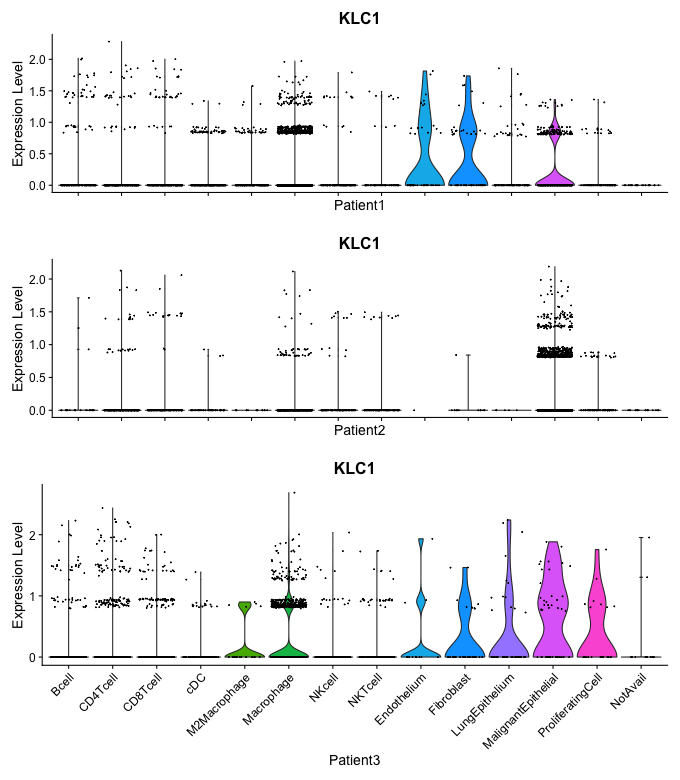 KLC1
Expression Level
2.0
1.5
1.0
0.5
0.0
Patient1
KLC1
Expression Level
2.0
1.5
1.0
0.5
0.0
Patient2
KLC1
Expression Level
2
1
0
Bcell
CD4Tcell
CD8Tcell
cDC
M2Macrophage
Macrophage
NKcell
NKTcell
Endothelium
Fibroblast
LungEpithelium
MalignantEpithelial
ProliferatingCell
NotAvail
Patient3